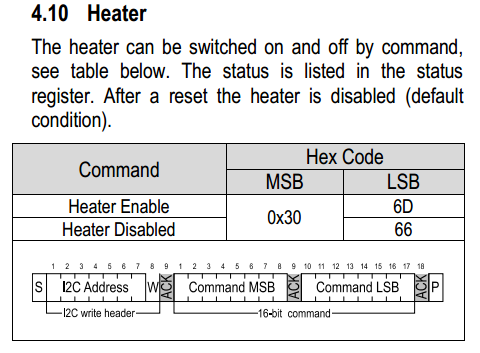 4.10 Heater
The heater can be switched on and off by command,
see table below. The status is listed in the status
register. After a reset the heater is disabled (default
condition).
Command Hex Code
MSB LSB
Heater Enable 0x30 6D
Heater Disabled 66
1 2 3 4 5 6 7 8 9 1 2 3 4 5 6 7 8 9 10 11 12 13 14 15 16 17 18
S I2C Address W ACK Command MSB ACK Command LSB ACK P
I2C write header 16-bit command